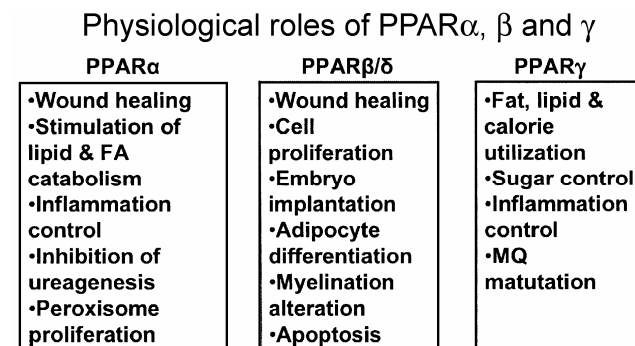 Physiological roles of PPARα, β and γ
PPARα
•Wound healing
•Stimulation of
lipid & FA
catabolism
•Inflammation
control
•Inhibition of
ureagenesis
•Peroxisome
proliferation
PPARβ/δ
•Wound healing
•Cell
proliferation
•Embryo
implantation
•Adipocyte
differentiation
•Myelination
alteration
•Apoptosis
PPARγ
•Fat, lipid &
calorie
utilization
•Sugar control
•Inflammation
control
•MQ
matutation